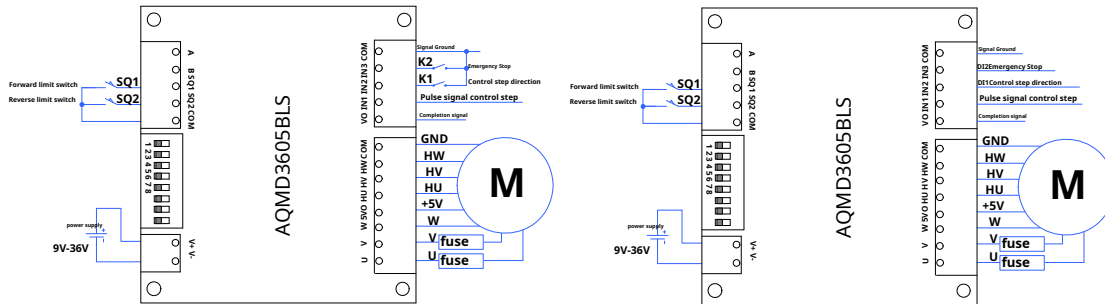 AQMD3605BLS
A
B SQ1 SQ2 COM
Forward limit switch
SQ1
Reverse limit switch
SQ2
1 2 3 4 5 6 7 8
power supply
9V-36V
V+ V-
VO IN1 IN2 IN3 COM
Signal Ground
K2
Emergency Stop
K1
Control step direction
Pulse signal control step
Completion signal
U V W 5VO HU HV HW COM
GND
HW
HV
HU
+5V
W
V
fuse
U
fuse
M
AQMD3605BLS
A
B SQ1 SQ2 COM
Forward limit switch
SQ1
Reverse limit switch
SQ2
1 2 3 4 5 6 7 8
power supply
9V-36V
V+ V-
VO IN1 IN2 IN3 COM
Signal Ground
DI2Emergency Stop
DI1Control step direction
Pulse signal control step
Completion signal
U V W 5VO HU HV HW COM
GND
HW
HV
HU
+5V
W
V
fuse
U
fuse
M